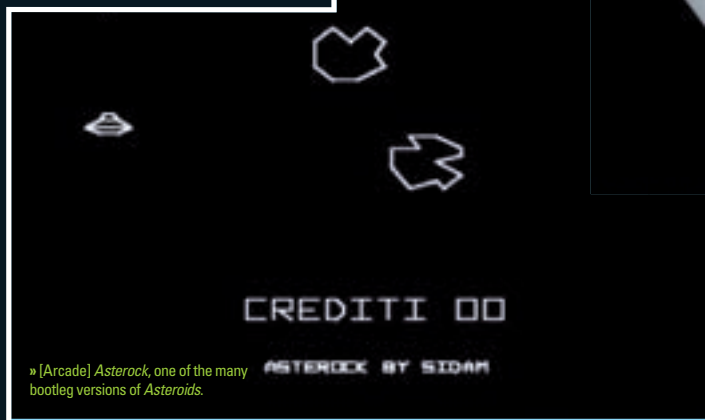 CREDITI 00
ASTEROCK BY SIDAM
» [Arcade] Asterock, one of the many
bootleg versions of Asteroids.